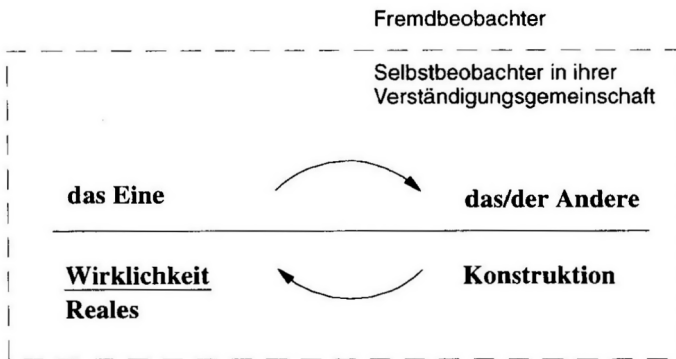 Fremdbeobachter
Selbstbeobachter in ihrer
Verständigungsgemeinschaft
das Eine
das/der Andere
Wirklichkeit
Konstruktion
Reales